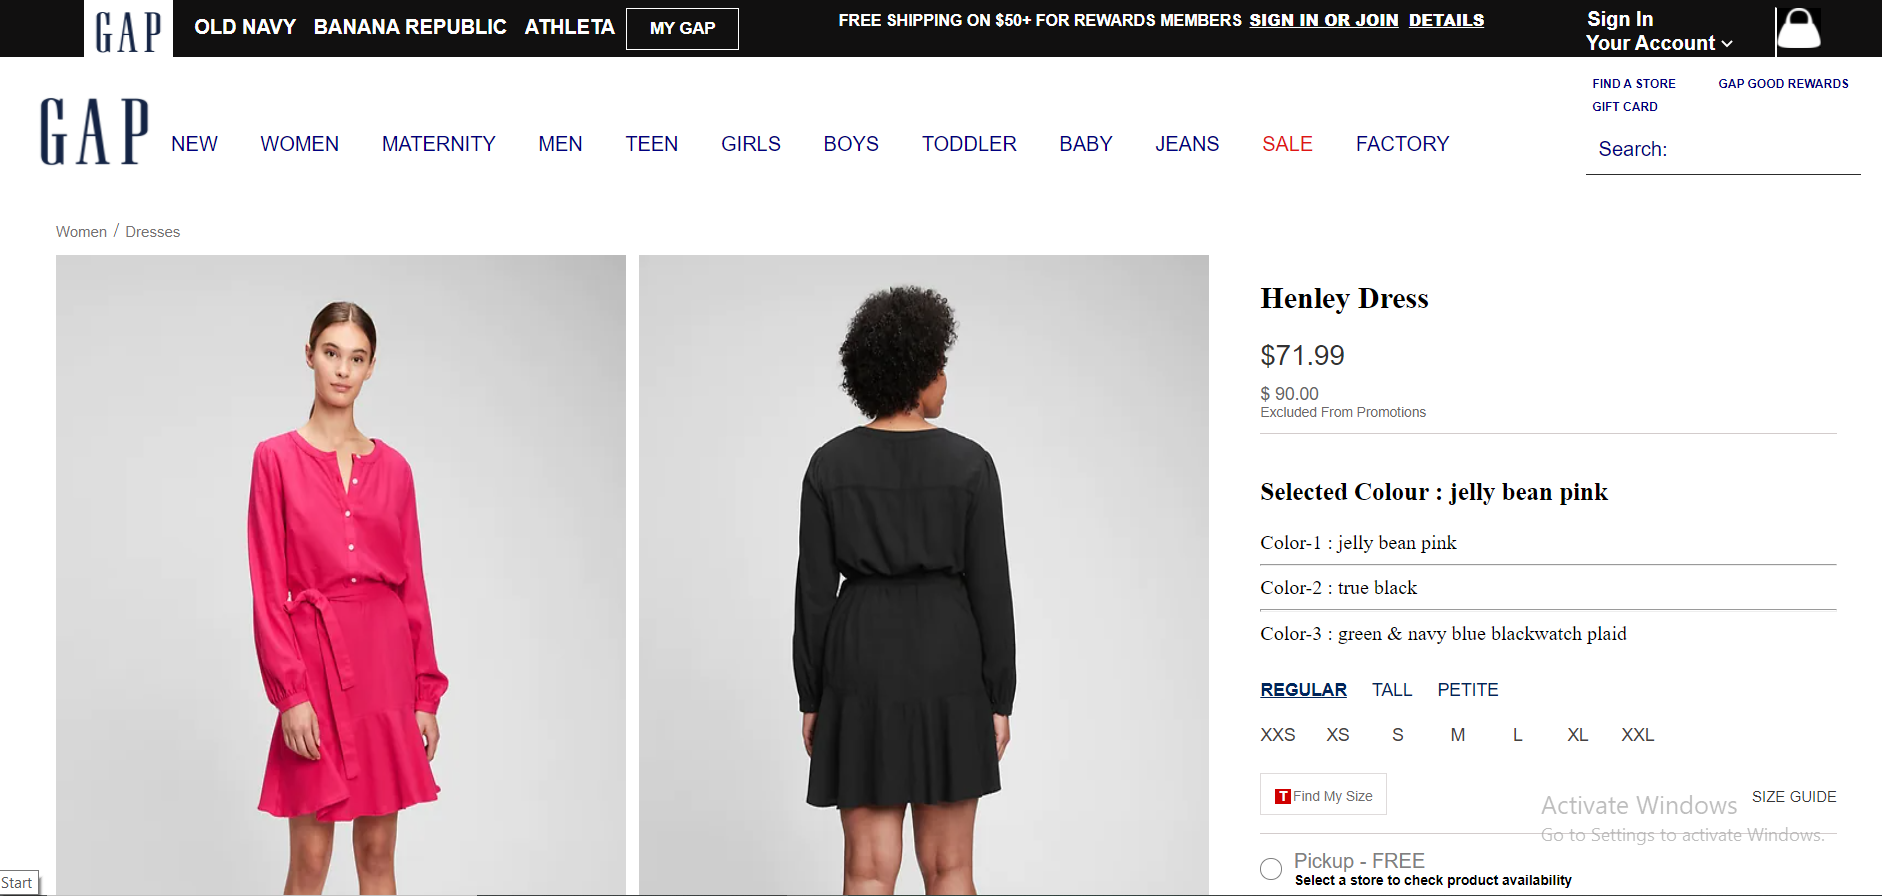 GAP
OLD NAVY BANANA REPUBLIC ATHLETA MY GAP
FREE SHIPPING ON $50+ FOR REWARDS MEMBERS SIGN IN OR JOIN DETAILS
Sign In
Your Account
FIND A STORE GAP GOOD REWARDS
GIFT CARD
GAP
NEW WOMEN MATERNITY MEN TEEN GIRLS BOYS TODDLER BABY JEANS SALE FACTORY
Search:
Women / Dresses
Henley Dress
$71.99
$ 90.00
Excluded From Promotions
Selected Colour : jelly bean pink
Color-1 : jelly bean pink
Color-2 : true black
Color-3 : green & navy blue blackwatch plaid
REGULAR TALL PETITE
XXS XS S M L XL XXL
T Find My Size
SIZE GUIDE
Activate Windows
Go to Settings to activate Windows.
Pickup - FREE
Select a store to check product availability
Start